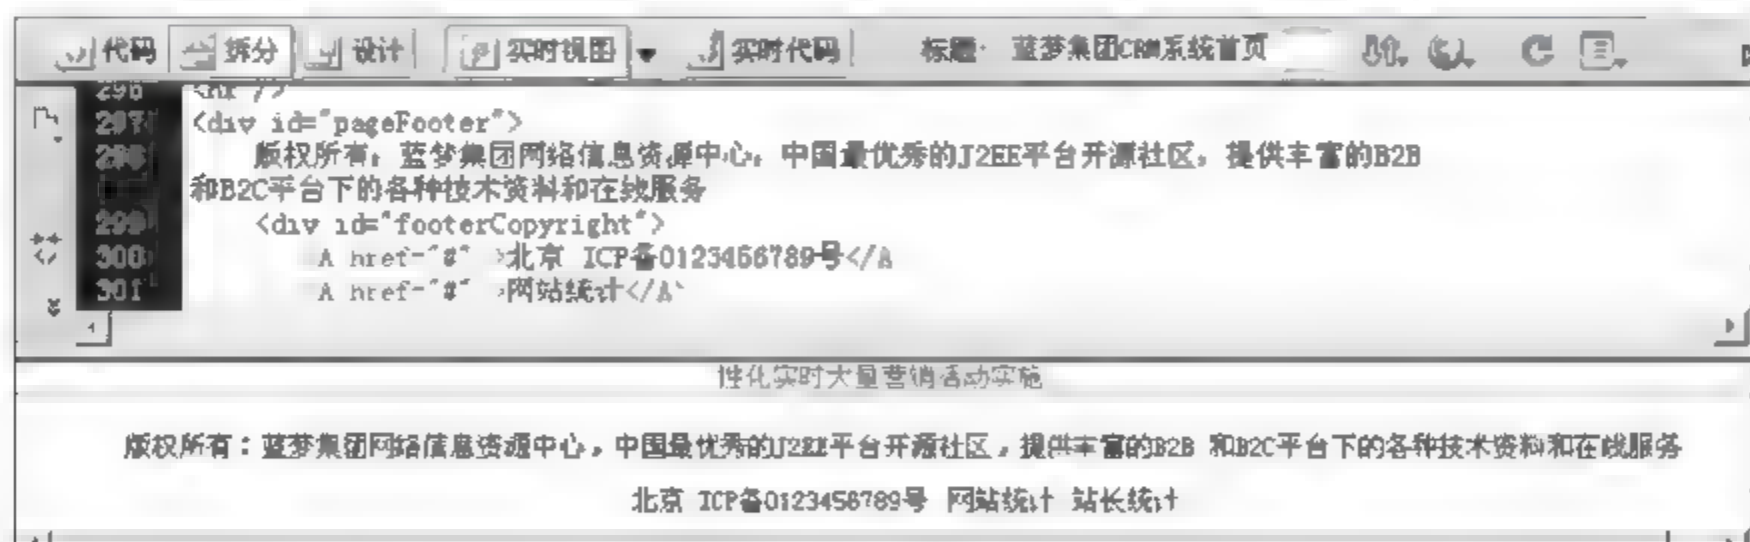 代码 拆分 设计 实时视图 实时代码 标题: 蓝梦集团CRM系统首页
296 <hr />
297 <div id="pageFooter">
298 版权所有：蓝梦集团网络信息资源中心，中国最优秀的J2EE平台开源社区，提供丰富的B2B
和B2C平台下的各种技术资料和在线服务
299 <div id="footerCopyright">
300 A href="#" >北京 ICP备0123456789号</A
301 A href="#" >网站统计</A>
性化实时大量营销活动实施
版权所有：蓝梦集团网络信息资源中心，中国最优秀的J2EE平台开源社区，提供丰富的B2B 和B2C平台下的各种技术资料和在线服务
北京 ICP备0123456789号 网站统计 站长统计